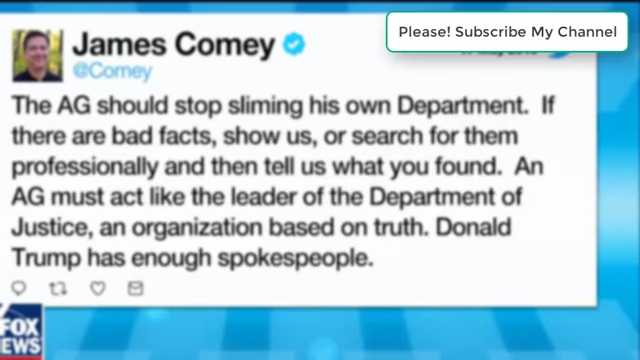 James Comey
@Comey
Please! Subscribe My Channel
The AG should stop sliming his own Department. If
there are bad facts, show us, or search for them
professionally and then tell us what you found. An
AG must act like the leader of the Department of
Justice, an organization based on truth. Donald
Trump has enough spokespeople.
FOX
NEWS